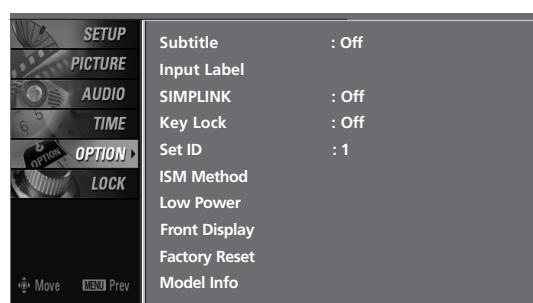 SETUP
PICTURE
AUDIO
TIME
OPTION
LOCK
Move MENU Prev
Subtitle : Off
Input Label
SIMPLINK : Off
Key Lock : Off
Set ID : 1
ISM Method
Low Power
Front Display
Factory Reset
Model Info